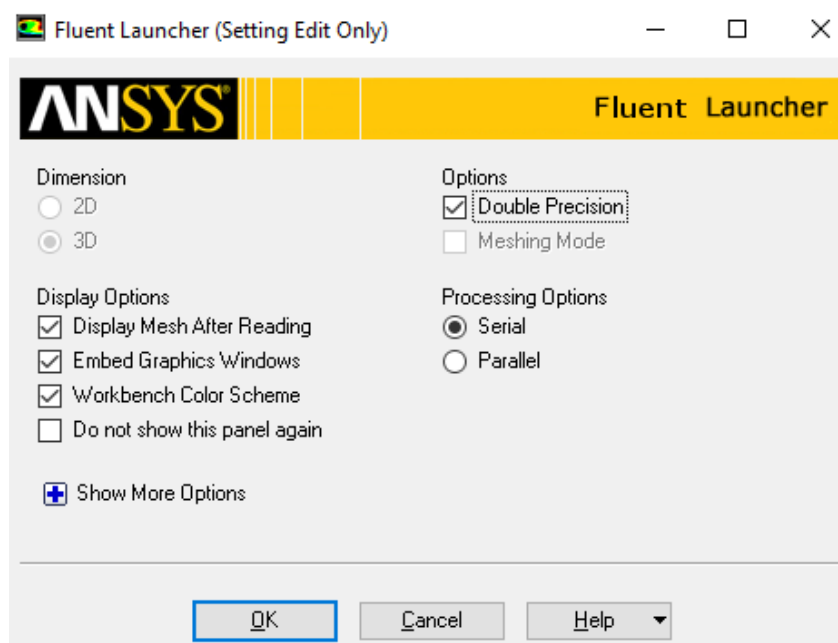 Fluent Launcher (Setting Edit Only)
ANSYS
Fluent Launcher
Dimension
2D
3D
Options
Double Precision
Meshing Mode
Display Options
Display Mesh After Reading
Embed Graphics Windows
Workbench Color Scheme
Do not show this panel again
Processing Options
Serial
Parallel
Show More Options
OK
Cancel
Help